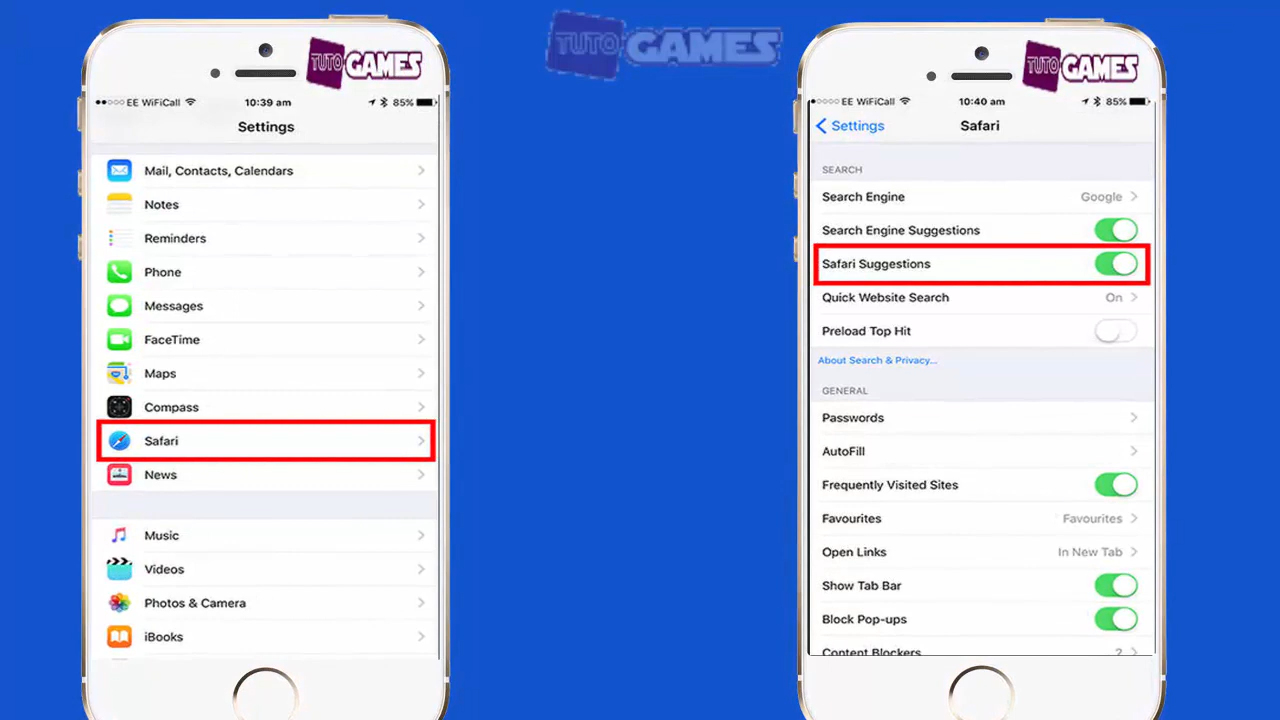 TUTO GAMES
TUTO GAMES
EE WiFiCall 10:39 am 85%
Settings
Mail, Contacts, Calendars
Notes
Reminders
Phone
Messages
FaceTime
Maps
Compass
Safari
News
Music
Videos
Photos & Camera
iBooks
TUTO GAMES
EE WiFiCall 10:40 am 85%
Settings Safari
SEARCH
Search Engine Google
Search Engine Suggestions
Safari Suggestions
Quick Website Search On
Preload Top Hit
About Search & Privacy...
GENERAL
Passwords
AutoFill
Frequently Visited Sites
Favourites Favourites
Open Links In New Tab
Show Tab Bar
Block Pop-ups
Content Blockers 2